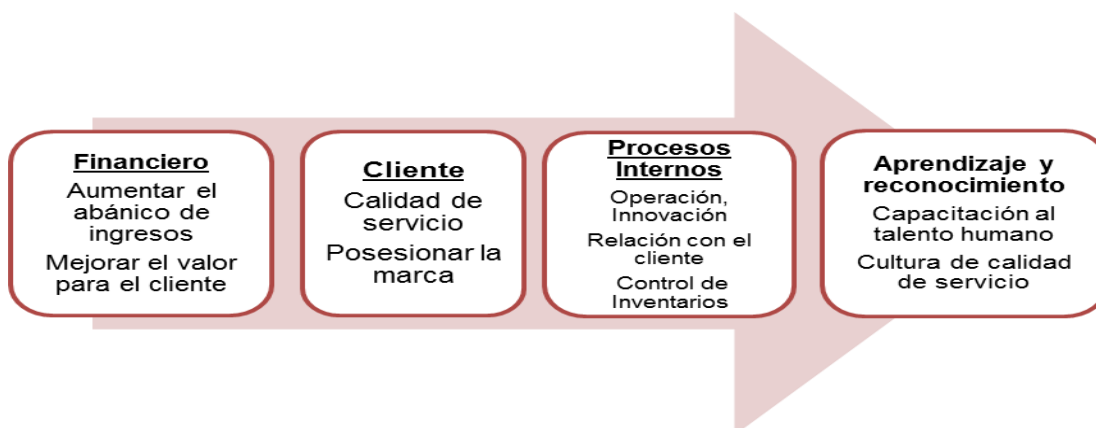 Financiero
Aumentar el
abánico de
ingresos
Mejorar el valor
para el cliente
Cliente
Calidad de
servicio
Posesionar la
marca
Procesos
Internos
Operación,
Innovación
Relación con el
cliente
Control de
Inventarios
Aprendizaje y
reconocimiento
Capacitación al
talento humano
Cultura de calidad
de servicio